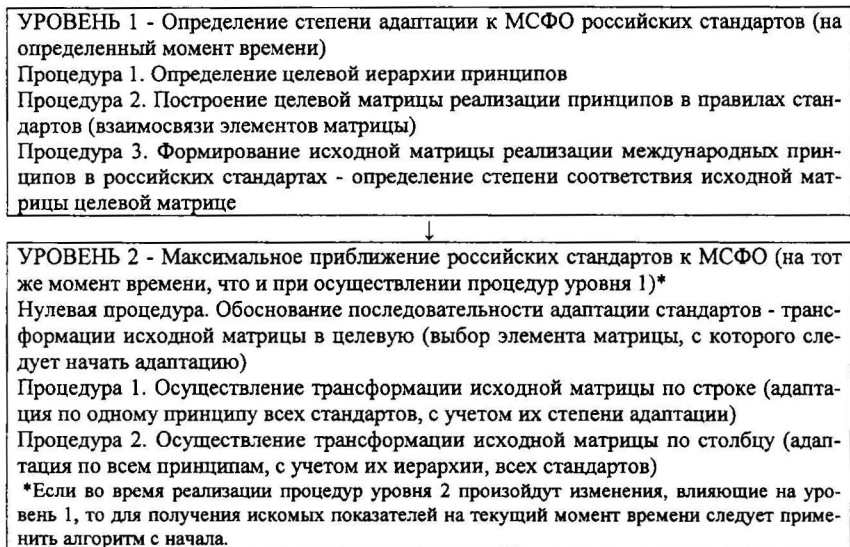 УРОВЕНЬ 1 - Определение степени адаптации к МСФО российских стандартов (на
определенный момент времени)
Процедура 1. Определение целевой иерархии принципов
Процедура 2. Построение целевой матрицы реализации принципов в правилах стан-
дартов (взаимосвязи элементов матрицы)
Процедура 3. Формирование исходной матрицы реализации международных прин-
ципов в российских стандартах - определение степени соответствия исходной мат-
рицы целевой матрице
↓
УРОВЕНЬ 2 - Максимальное приближение российских стандартов к МСФО (на тот
же момент времени, что и при осуществлении процедур уровня 1)*
Нулевая процедура. Обоснование последовательности адаптации стандартов - транс-
формации исходной матрицы в целевую (выбор элемента матрицы, с которого сле-
дует начать адаптацию)
Процедура 1. Осуществление трансформации исходной матрицы по строке (адапта-
ция по одному принципу всех стандартов, с учетом их степени адаптации)
Процедура 2. Осуществление трансформации исходной матрицы по столбцу (адап-
тация по всем принципам, с учетом их иерархии, всех стандартов)
*Если во время реализации процедур уровня 2 произойдут изменения, влияющие на уро-
вень 1, то для получения искомых показателей на текущий момент времени следует приме-
нить алгоритм с начала.